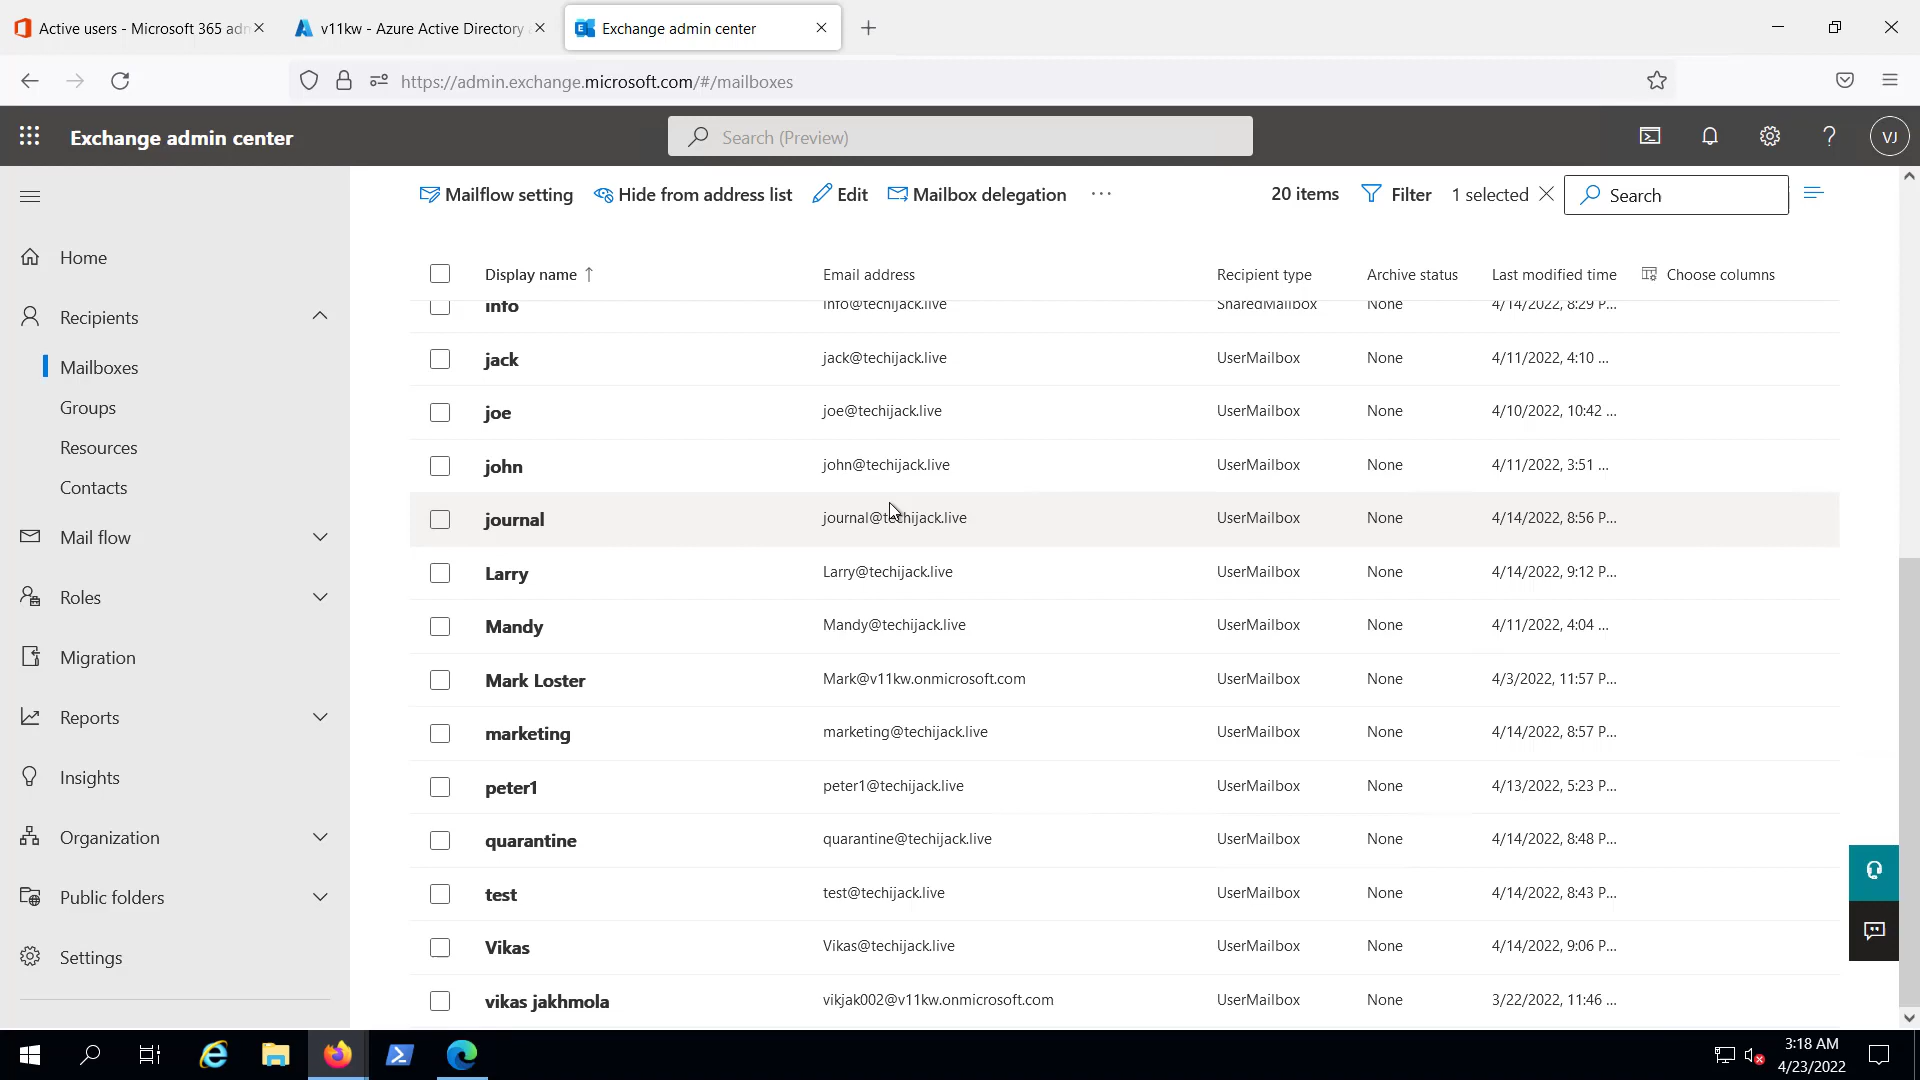 Active users - Microsoft 365 adm
v11kw - Azure Active Directory
Exchange admin center
https://admin.exchange.microsoft.com/#/mailboxes
Exchange admin center
Search (Preview)
VJ
Mailflow setting
Hide from address list
Edit
Mailbox delegation
20 items
Filter
1 selected
Search
Display name ↑ Email address Recipient type Archive status Last modified time Choose columns
info info@techijack.live SharedMailbox None 4/14/2022, 8:29 P...
jack jack@techijack.live UserMailbox None 4/11/2022, 4:10 ...
joe joe@techijack.live UserMailbox None 4/10/2022, 10:42 ...
john john@techijack.live UserMailbox None 4/11/2022, 3:51 ...
journal journal@techijack.live UserMailbox None 4/14/2022, 8:56 P...
Larry Larry@techijack.live UserMailbox None 4/14/2022, 9:12 P...
Mandy Mandy@techijack.live UserMailbox None 4/11/2022, 4:04 ...
Mark Loster Mark@v11kw.onmicrosoft.com UserMailbox None 4/3/2022, 11:57 P...
marketing marketing@techijack.live UserMailbox None 4/14/2022, 8:57 P...
peter1 peter1@techijack.live UserMailbox None 4/13/2022, 5:23 P...
quarantine quarantine@techijack.live UserMailbox None 4/14/2022, 8:48 P...
test test@techijack.live UserMailbox None 4/14/2022, 8:43 P...
Vikas Vikas@techijack.live UserMailbox None 4/14/2022, 9:06 P...
vikas jakhmola vikjak002@v11kw.onmicrosoft.com UserMailbox None 3/22/2022, 11:46 ...
Home
Recipients
Mailboxes
Groups
Resources
Contacts
Mail flow
Roles
Migration
Reports
Insights
Organization
Public folders
Settings
3:18 AM
4/23/2022